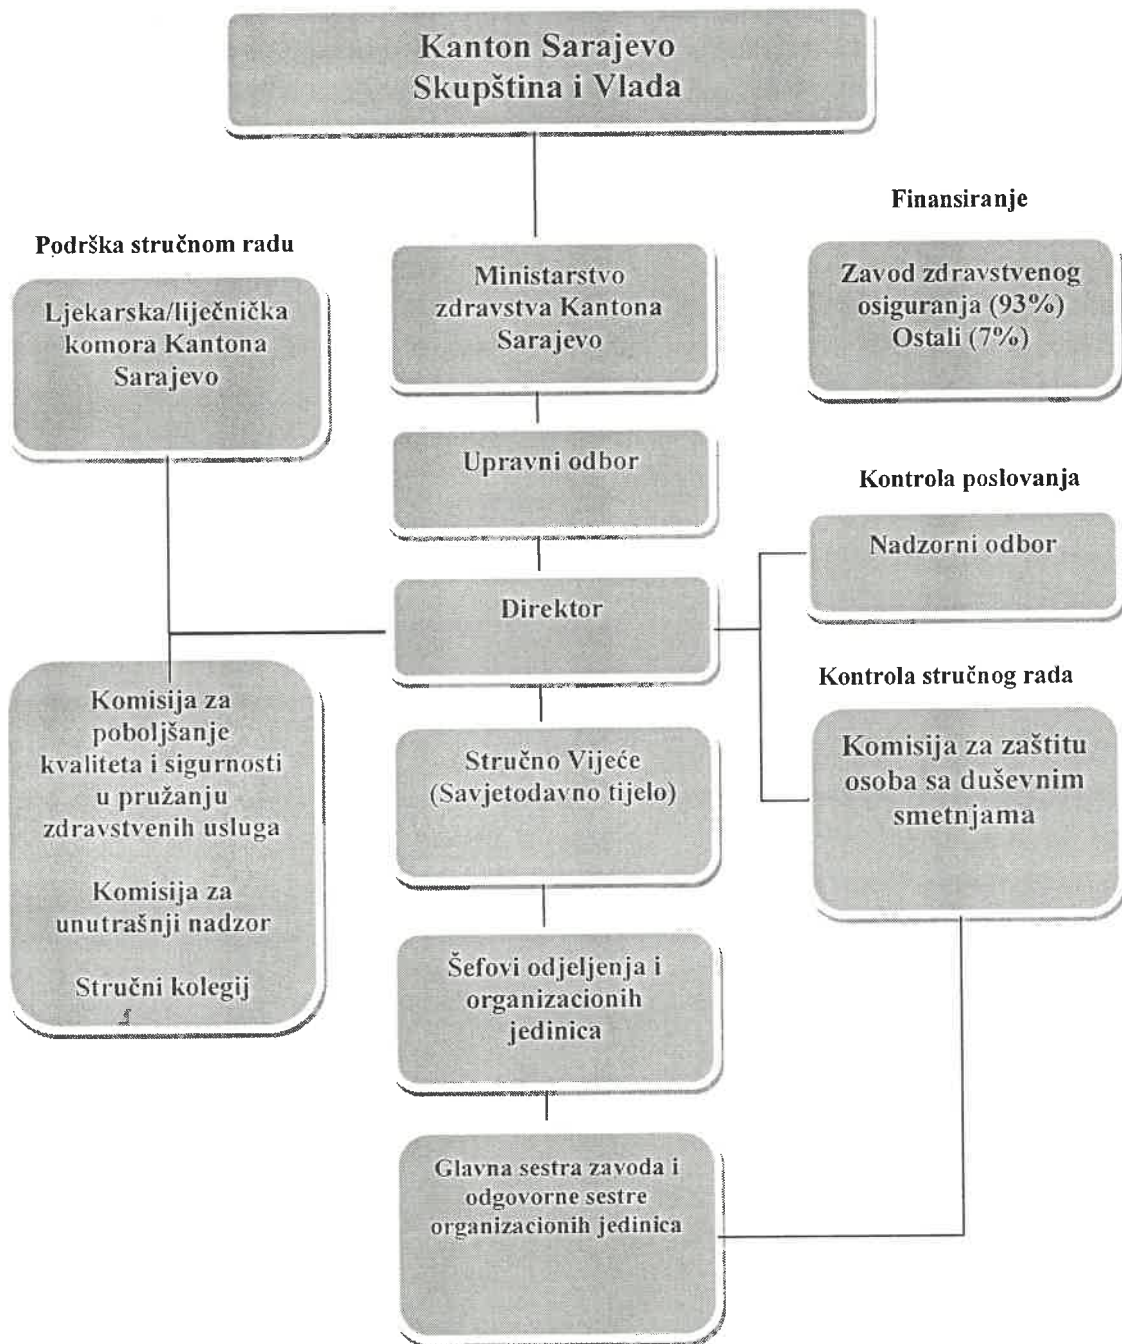 Kanton Sarajevo
Skupština i Vlada
Podrška stručnom radu
Ljekarska/liječnička
komora Kantona
Sarajevo
Ministarstvo
zdravstva Kantona
Sarajevo
Finansiranje
Zavod zdravstvenog
osiguranja (93%)
Ostali (7%)
Upravni odbor
Kontrola poslovanja
Nadzorni odbor
Direktor
Kontrola stručnog rada
Komisija za
poboljšanje
kvaliteta i sigurnosti
u pružanju
zdravstvenih usluga
Komisija za
unutrašnji nadzor
Stručni kolegij
Stručno Vijeće
(Savjetodavno tijelo)
Komisija za zaštitu
osoba sa duševnim
smetnjama
Šefovi odjeljenja i
organizacionih
jedinica
Glavna sestra zavoda i
odgovorne sestre
organizacionih jedinica